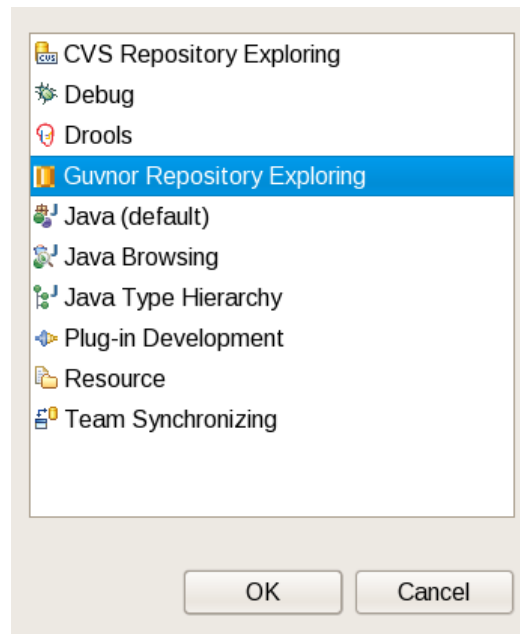 CVS Repository Exploring
Debug
Drools
Guvnor Repository Exploring
Java (default)
Java Browsing
Java Type Hierarchy
Plug-in Development
Resource
Team Synchronizing
OK
Cancel